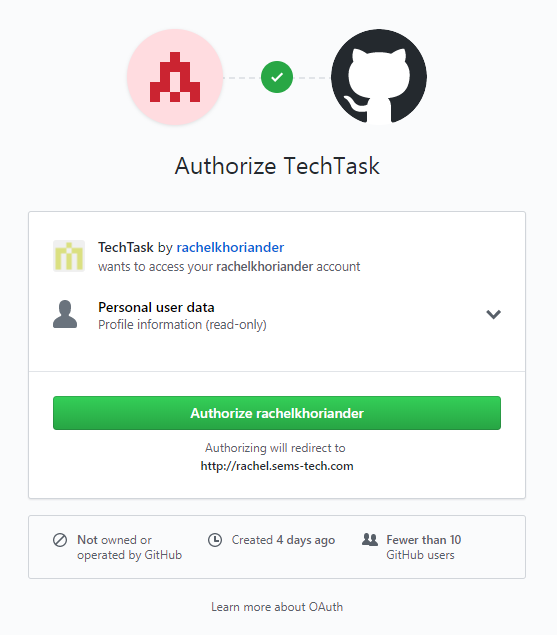 Authorize TechTask
TechTask by rachelkhoriander
wants to access your rachelkhoriander account
Personal user data
Profile information (read-only)
Authorize rachelkhoriander
Authorizing will redirect to
http://rachel.sems-tech.com
Not owned or
operated by GitHub
Created 4 days ago
Fewer than 10
GitHub users
Learn more about OAuth